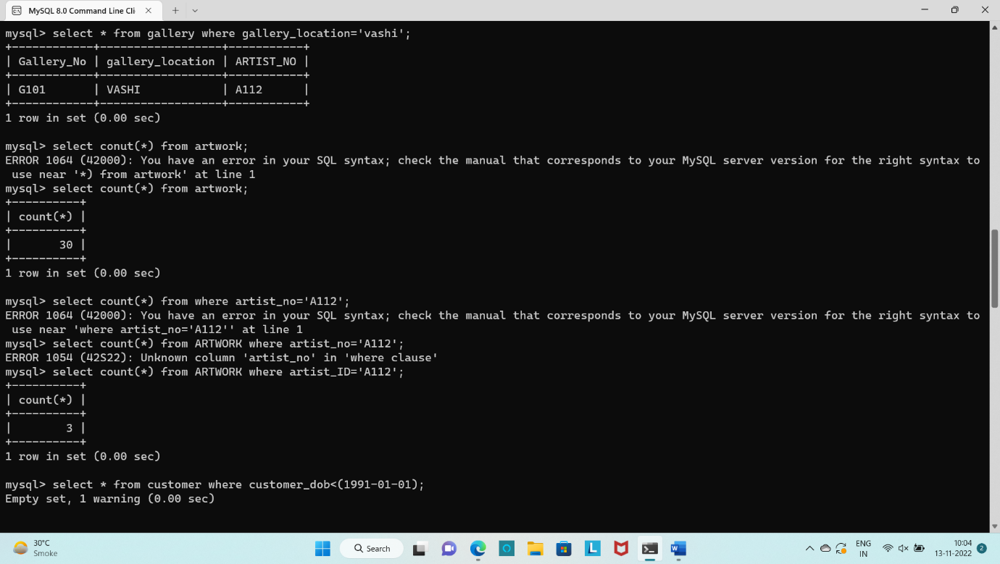 MySQL 8.0 Command Line Cli
mysql> select * from gallery where gallery_location='vashi';
+------------+------------------+-----------+
| Gallery_No | gallery_location | ARTIST_NO |
+------------+------------------+-----------+
| G101       | VASHI            | A112      |
+------------+------------------+-----------+
1 row in set (0.00 sec)
mysql> select conut(*) from artwork;
ERROR 1064 (42000): You have an error in your SQL syntax; check the manual that corresponds to your MySQL server version for the right syntax to
 use near '*) from artwork' at line 1
mysql> select count(*) from artwork;
+----------+
| count(*) |
+----------+
|       30 |
+----------+
1 row in set (0.00 sec)
mysql> select count(*) from where artist_no='A112';
ERROR 1064 (42000): You have an error in your SQL syntax; check the manual that corresponds to your MySQL server version for the right syntax to
 use near 'where artist_no='A112'' at line 1
mysql> select count(*) from ARTWORK where artist_no='A112';
ERROR 1054 (42S22): Unknown column 'artist_no' in 'where clause'
mysql> select count(*) from ARTWORK where artist_ID='A112';
+----------+
| count(*) |
+----------+
|        3 |
+----------+
1 row in set (0.00 sec)
mysql> select * from customer where customer_dob<(1991-01-01);
Empty set, 1 warning (0.00 sec)
30°C
Smoke
Search
ENG
IN
10:04
13-11-2022
2